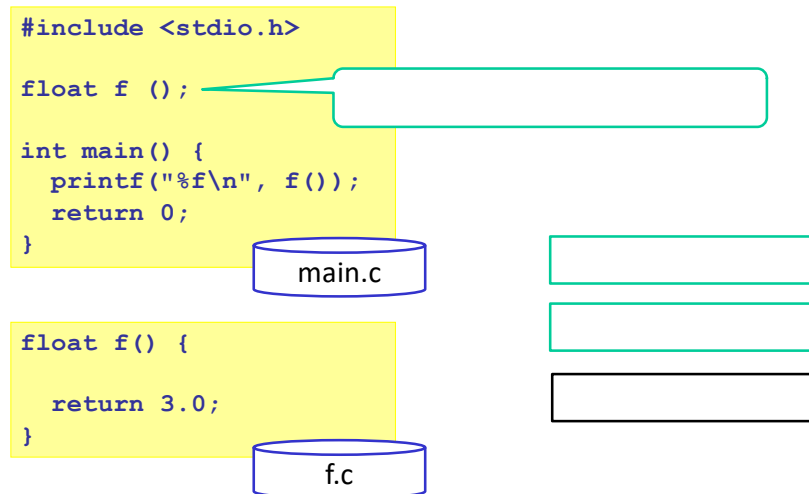 #include <stdio.h>
float f ();
int main() {
printf("%f\n", f());
return 0;
}
main.c
float f() {
return 3.0;
}
f.c